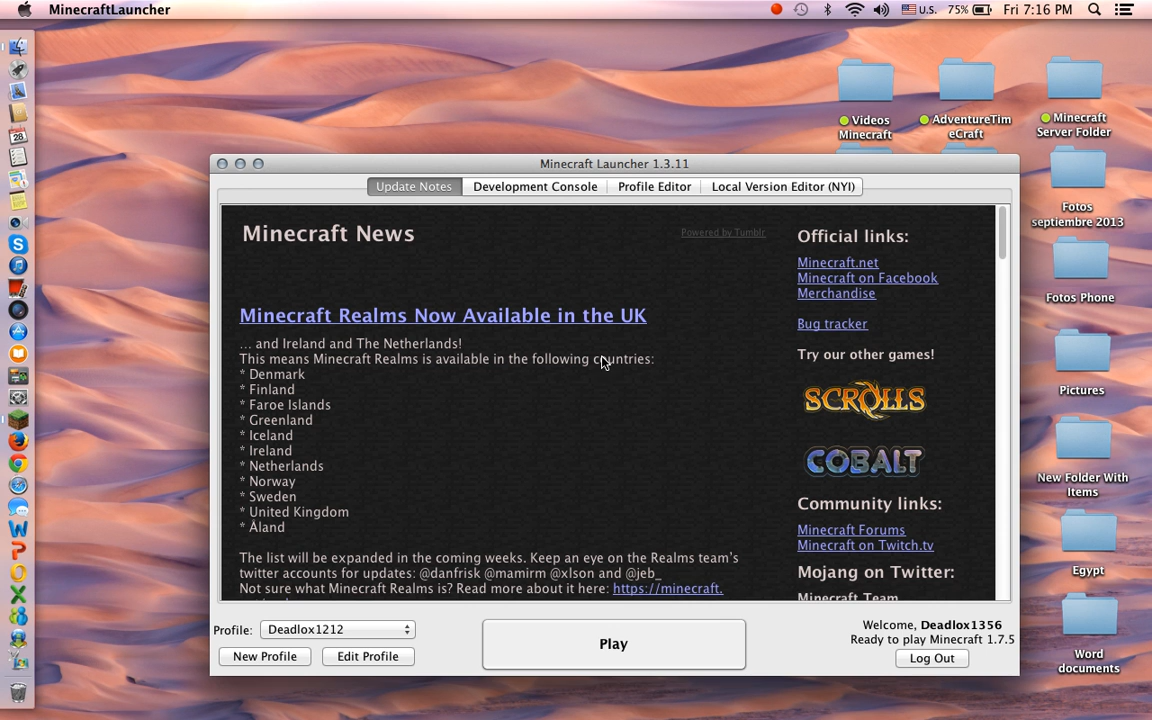 MinecraftLauncher
U.S. 75% Fri 7:16 PM
Videos Minecraft
AdventureTim
eCraft
Minecraft
Server Folder
Fotos
septiembre 2013
Fotos Phone
Pictures
New Folder With
Items
Egypt
Word
documents
28
Minecraft Launcher 1.3.11
Update Notes Development Console Profile Editor Local Version Editor (NYI)
Minecraft News
Powered by Tumblr
Minecraft Realms Now Available in the UK
... and Ireland and The Netherlands!
This means Minecraft Realms is available in the following countries:
* Denmark
* Finland
* Faroe Islands
* Greenland
* Iceland
* Ireland
* Netherlands
* Norway
* Sweden
* United Kingdom
* Åland
The list will be expanded in the coming weeks. Keep an eye on the Realms team's
twitter accounts for updates: @danfrisk @mamirm @xlson and @jeb_
Not sure what Minecraft Realms is? Read more about it here: https://minecraft.
Official links:
Minecraft.net
Minecraft on Facebook
Merchandise
Bug tracker
Try our other games!
SCROLLS
COBALT
Community links:
Minecraft Forums
Minecraft on Twitch.tv
Mojang on Twitter:
Minecraft Team
Profile: Deadlox1212
New Profile Edit Profile
Play
Welcome, Deadlox1356
Ready to play Minecraft 1.7.5
Log Out